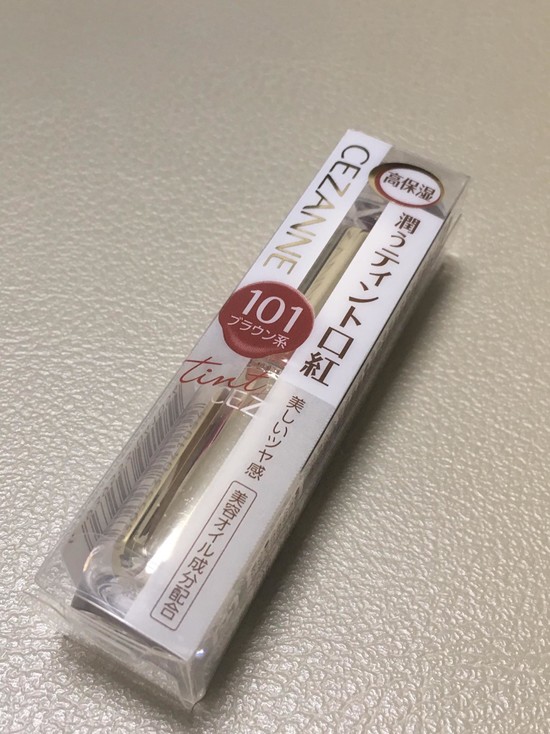 CEZANNE
高保湿
潤うティント口紅
101
ブラウン系
tint
美しいツヤ感
美容オイル成分配合